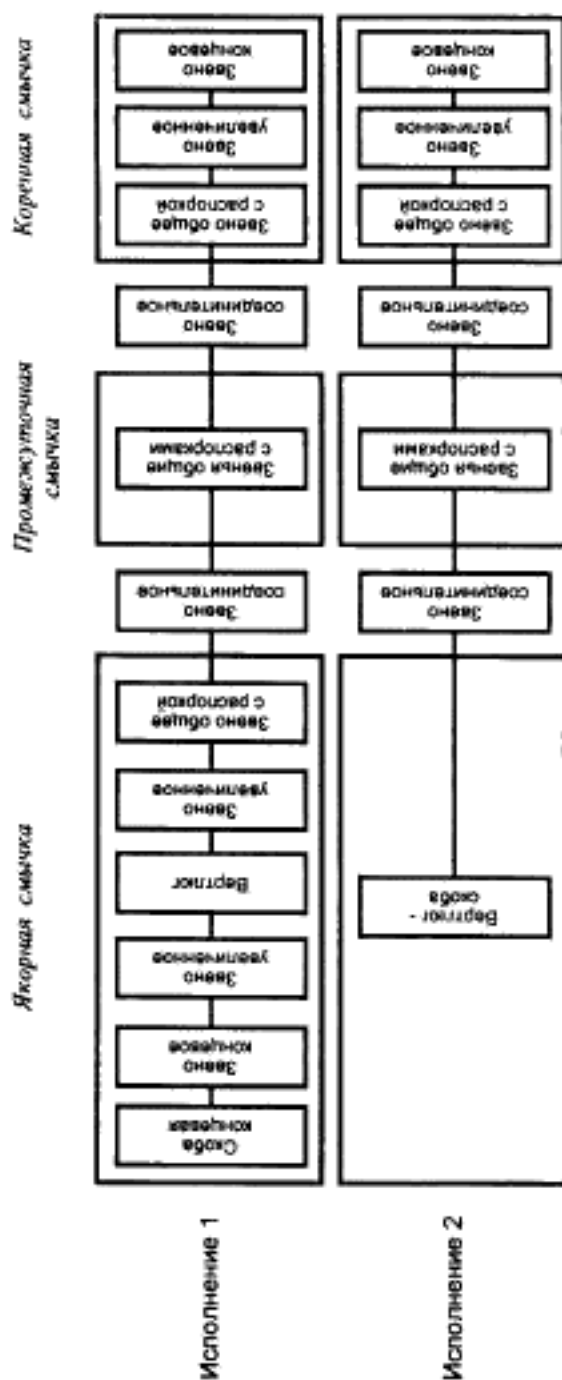 Якорная смычка
Промежуточная
смычка
Коренная смычка
Исполнение 1
Скоба
концевая
Звено
концевое
Звено
увеличенное
Вертлюг
Звено
увеличенное
Звено общее
с распоркой
Звено
соединительное
Звенья общие
с распорками
Звено
соединительное
Звено общее
с распоркой
Звено
увеличенное
Звено
концевое
Исполнение 2
Вертлюг -
скоба
Звено
соединительное
Звенья общие
с распорками
Звено
соединительное
Звено общее
с распоркой
Звено
увеличенное
Звено
концевое